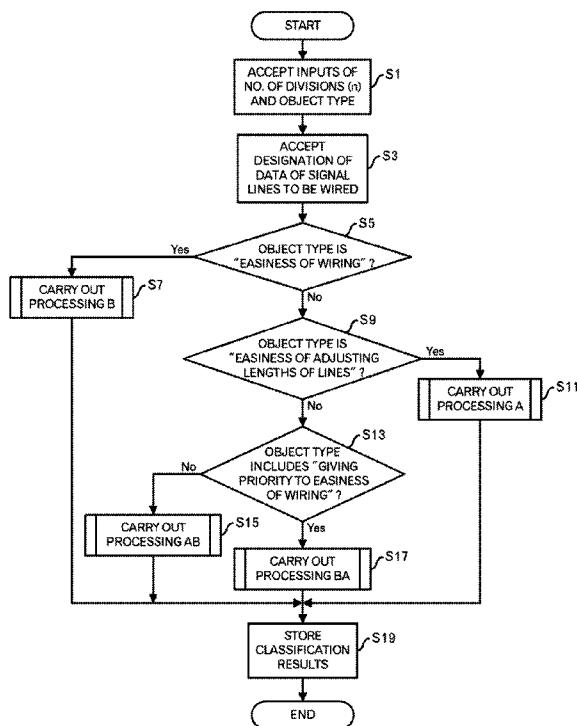 START
ACCEPT INPUTS OF
NO. OF DIVISIONS (n)
AND OBJECT TYPE
S1
ACCEPT
DESIGNATION OF
DATA OF SIGNAL
LINES TO BE WIRED
S3
S5
OBJECT TYPE IS
"EASINESS OF WIRING" ?
Yes
No
CARRY OUT
PROCESSING B
S7
S9
OBJECT TYPE IS
"EASINESS OF ADJUSTING
LENGTHS OF LINES" ?
Yes
No
CARRY OUT
PROCESSING A
S11
S13
OBJECT TYPE
INCLUDES "GIVING
PRIORITY TO EASINESS
OF WIRING" ?
No
Yes
CARRY OUT
PROCESSING AB
S15
CARRY OUT
PROCESSING BA
S17
STORE
CLASSIFICATION
RESULTS
S19
END